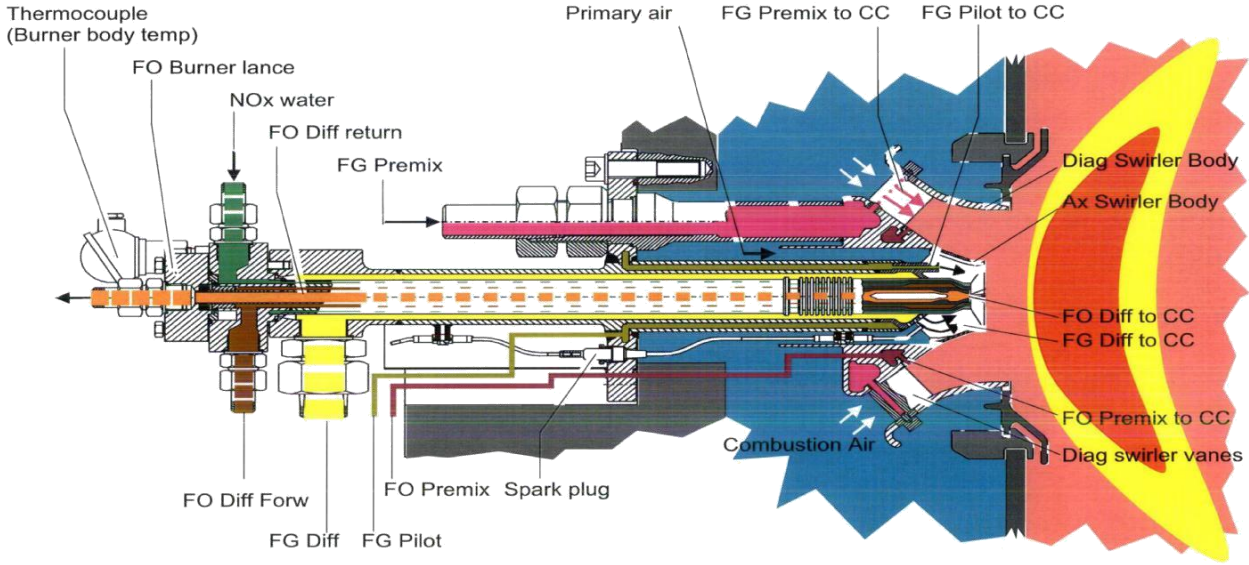 Thermocouple
(Burner body temp)
Primary air
FG Premix to CC
FG Pilot to CC
FO Burner lance
NOx water
FO Diff return
FG Premix
Diag Swirler Body
Ax Swirler Body
FO Diff to CC
FG Diff to CC
FO Premix to CC
Combustion Air
Diag swirler vanes
FO Diff Forw
FO Premix
Spark plug
FG Diff
FG Pilot